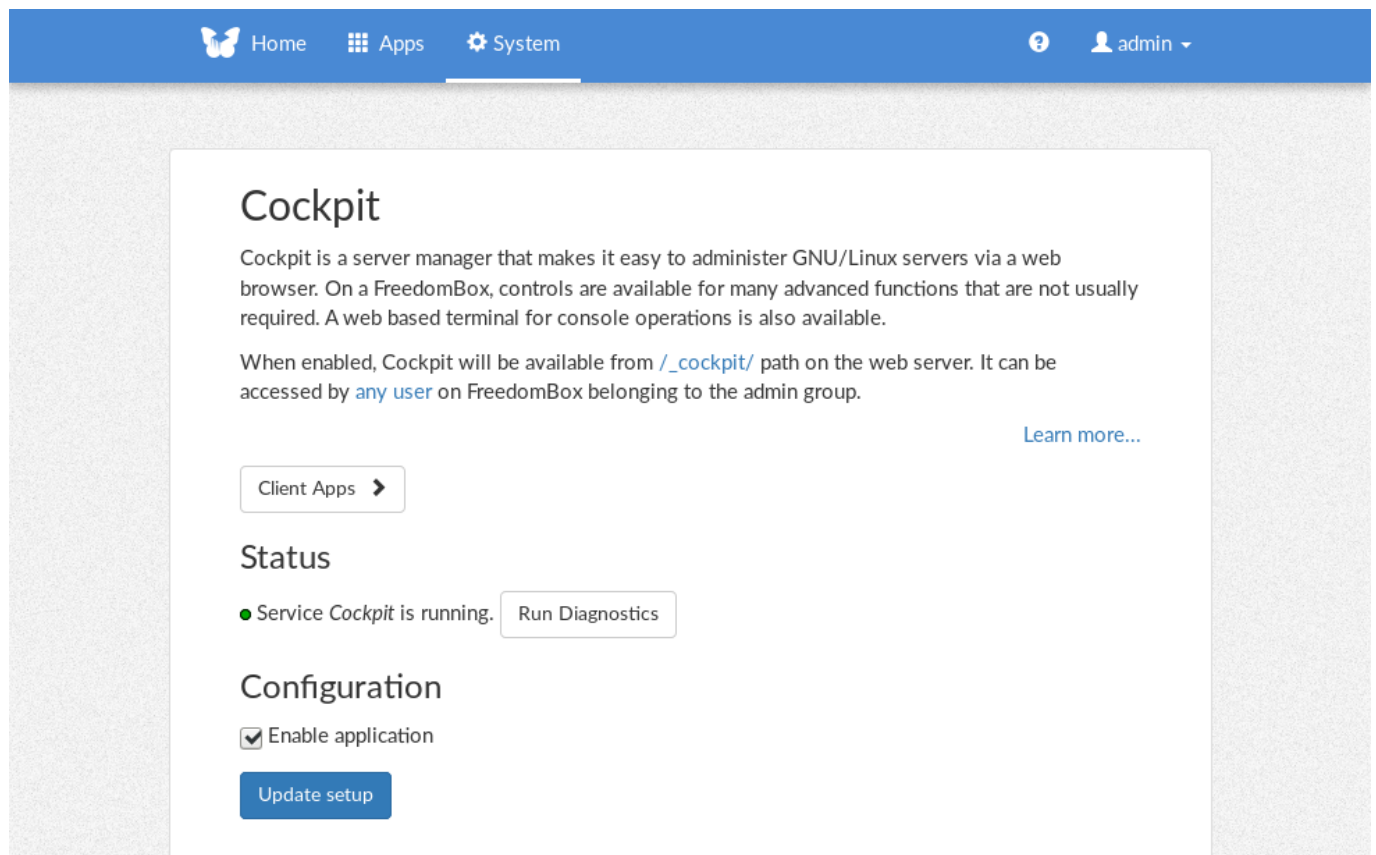 Home Apps System admin
Cockpit
Cockpit is a server manager that makes it easy to administer GNU/Linux servers via a web
browser. On a FreedomBox, controls are available for many advanced functions that are not usually
required. A web based terminal for console operations is also available.
When enabled, Cockpit will be available from /_cockpit/ path on the web server. It can be
accessed by any user on FreedomBox belonging to the admin group.
Learn more...
Client Apps
Status
Service Cockpit is running. Run Diagnostics
Configuration
Enable application
Update setup